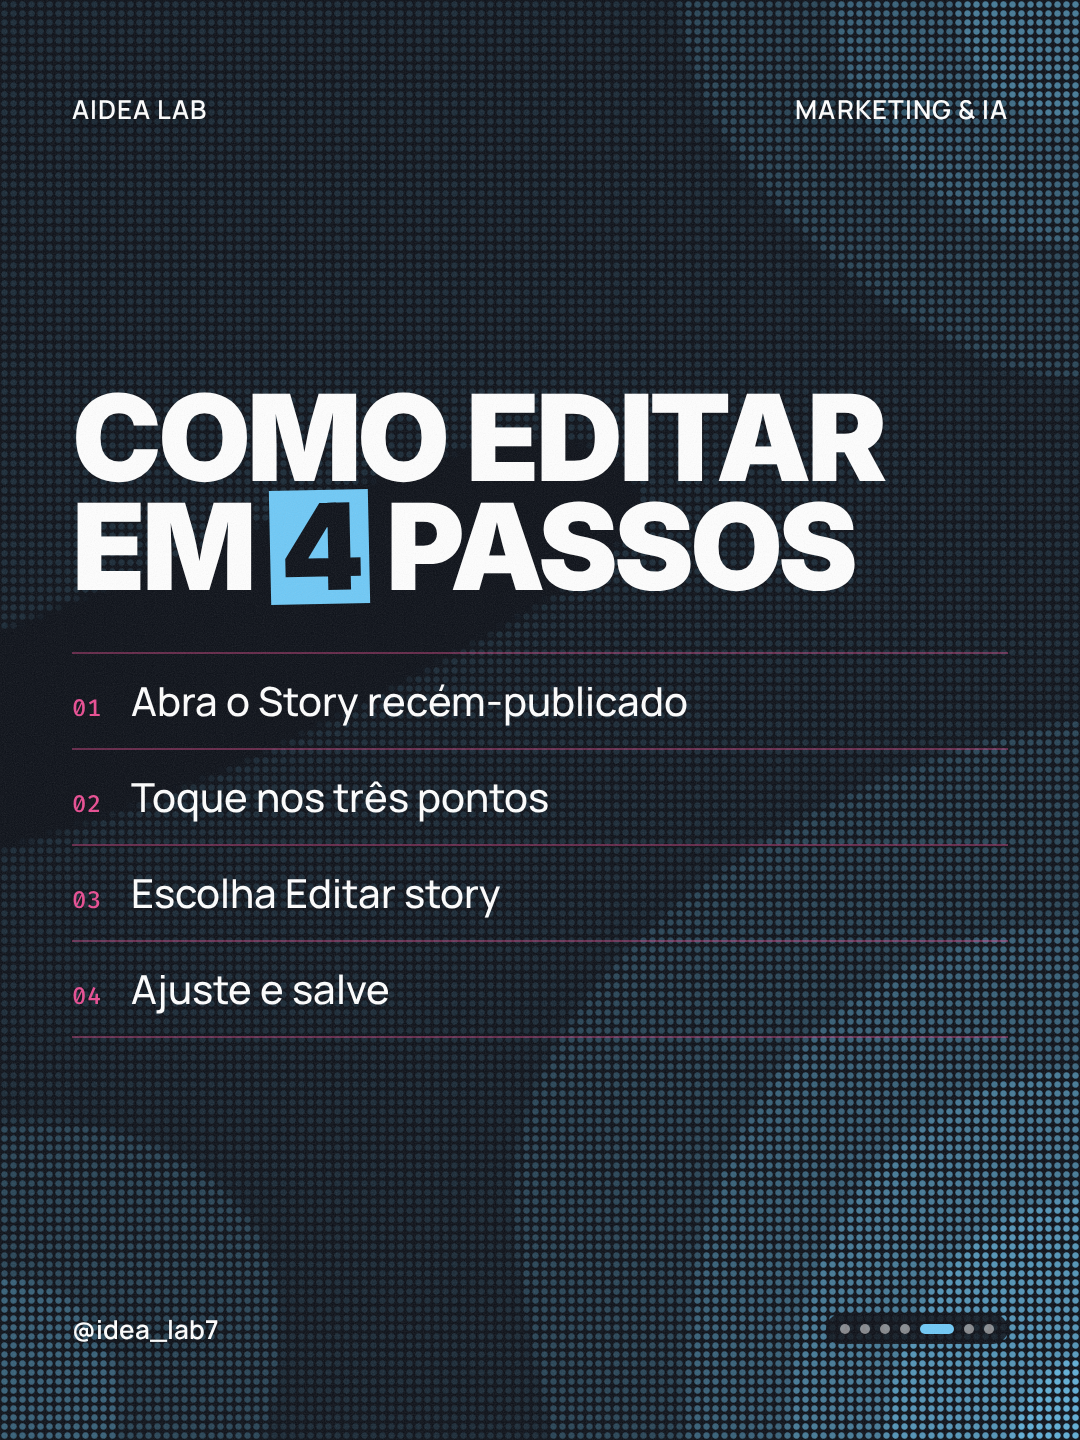 AIDEA LAB
MARKETING & IA
COMO EDITAR
EM 4 PASSOS
01 Abra o Story recém-publicado
02 Toque nos três pontos
03 Escolha Editar story
04 Ajuste e salve
@idea_lab7